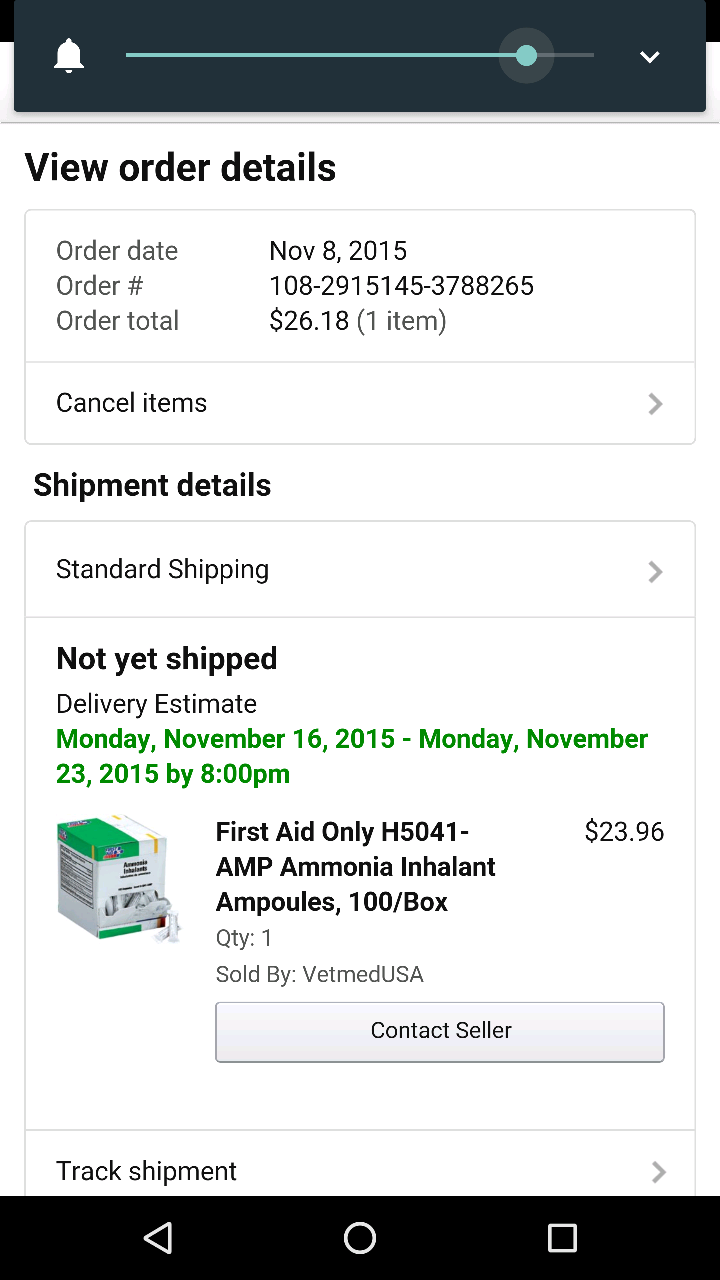 View order details
Order date Nov 8, 2015
Order # 108-2915145-3788265
Order total $26.18 (1 item)
Cancel items
Shipment details
Standard Shipping
Not yet shipped
Delivery Estimate
Monday, November 16, 2015 - Monday, November
23, 2015 by 8:00pm
First Aid Only H5041- $23.96
AMP Ammonia Inhalant
Ampoules, 100/Box
Qty: 1
Sold By: VetmedUSA
Contact Seller
Ammonia
Inhalants
Track shipment